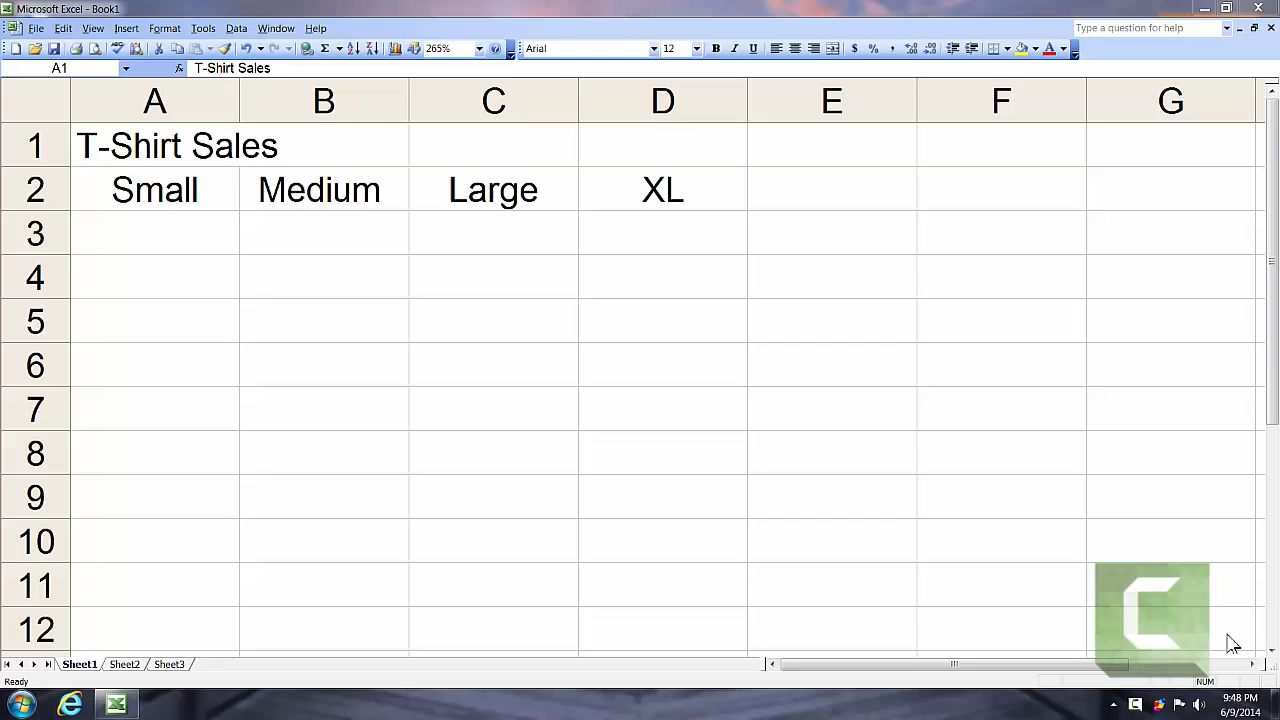 Microsoft Excel - Book1
File Edit View Insert Format Tools Data Window Help
Type a question for help
265%
Arial
12
B I U
$ % ,
A1
fx
T-Shirt Sales
A B C D E F G
1 T-Shirt Sales
2 Small Medium Large XL
3
4
5
6
7
8
9
10
11
12
Sheet1 Sheet2 Sheet3
Ready
NUM
9:48 PM
6/9/2014